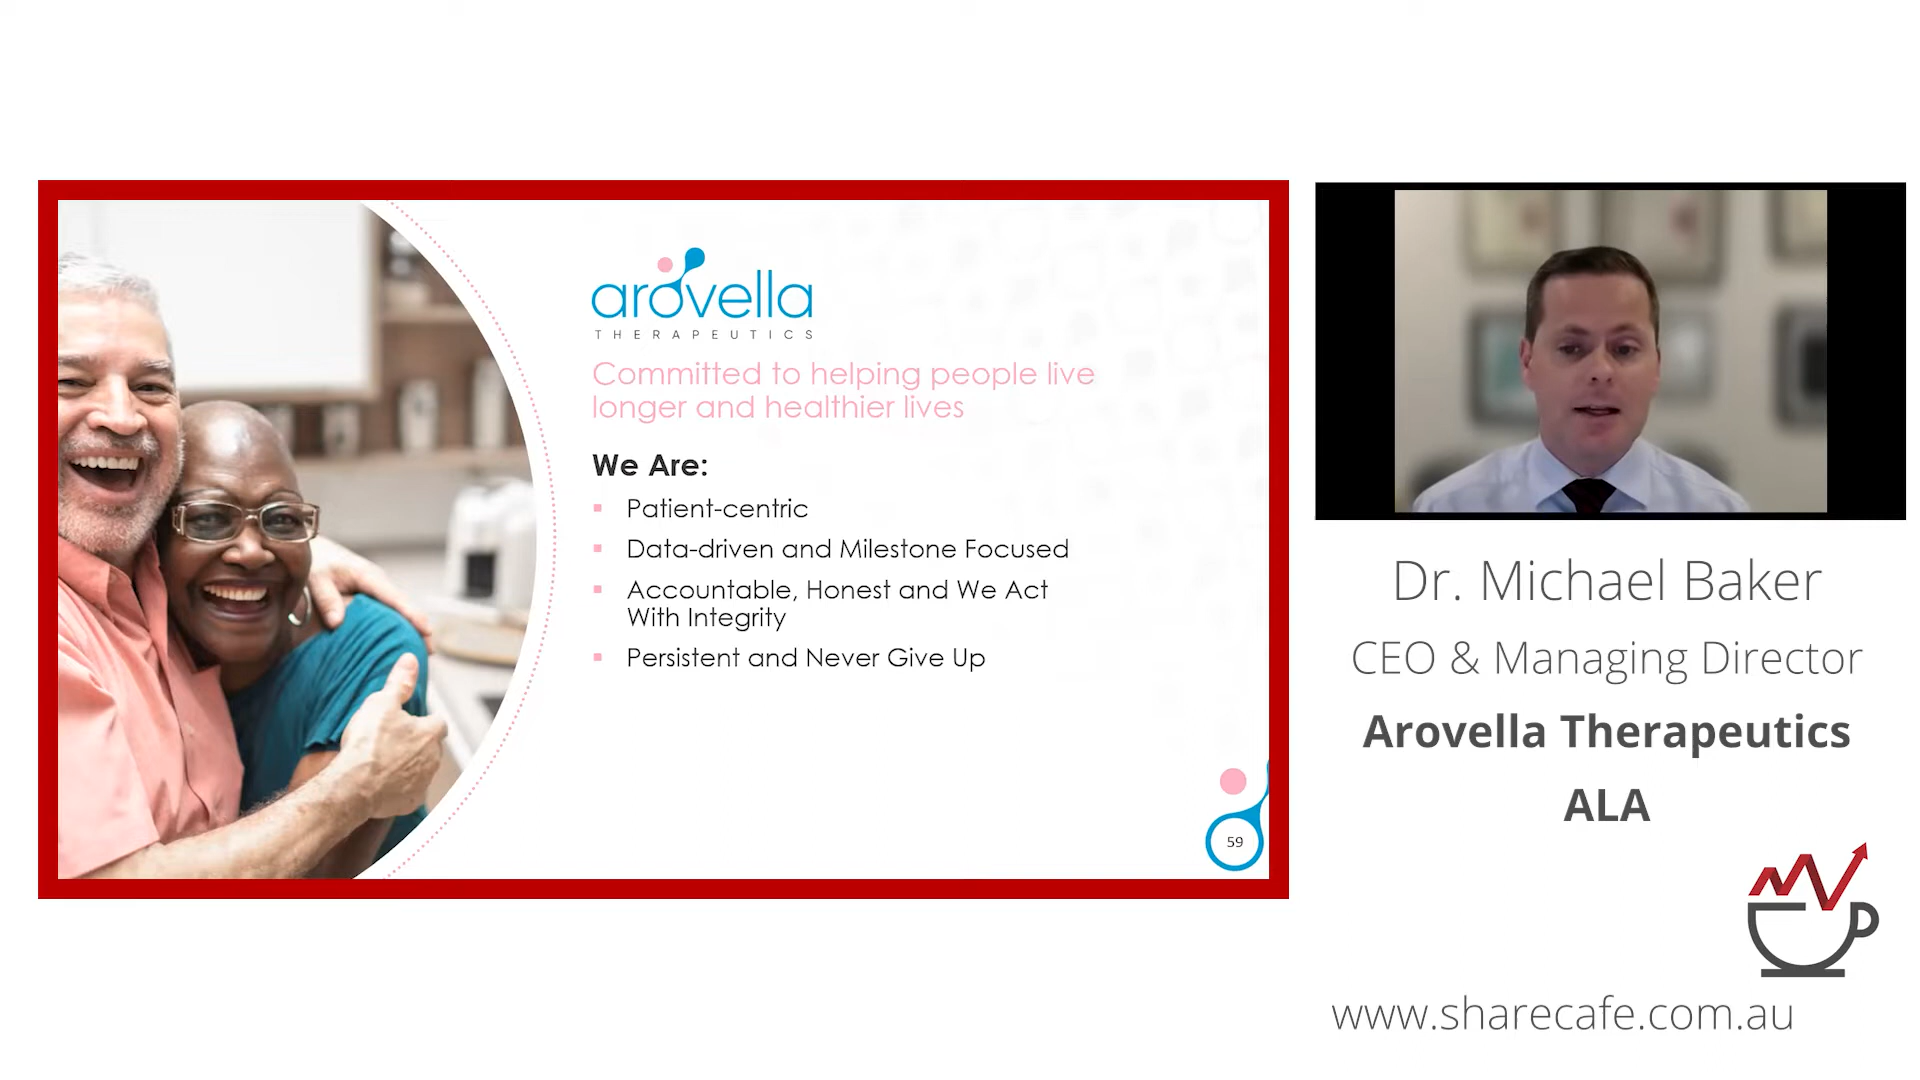 arovella
THERAPEUTICS
Committed to helping people live
longer and healthier lives
We Are:
Patient-centric
Data-driven and Milestone Focused
Accountable, Honest and We Act
With Integrity
Persistent and Never Give Up
59
Dr. Michael Baker
CEO & Managing Director
Arovella Therapeutics
ALA
www.sharecafe.com.au